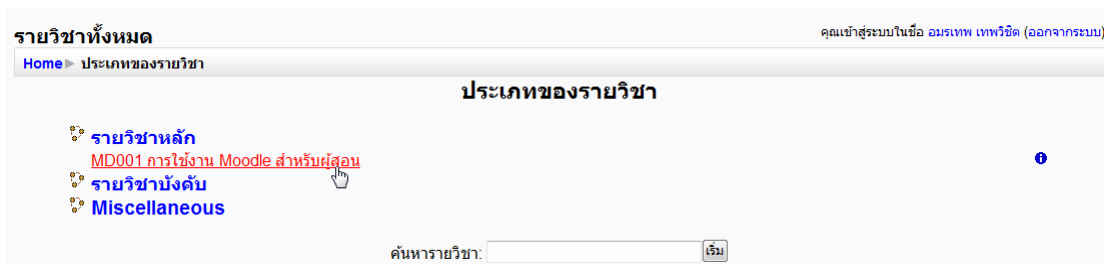 รายวิชาทั้งหมด
คุณเข้าสู่ระบบในชื่อ อมรเทพ เทพวิชิต (ออกจากระบบ)
Home ► ประเภทของรายวิชา
ประเภทของรายวิชา
รายวิชาหลัก
MD001 การใช้งาน Moodle สำหรับผู้สอน
รายวิชาบังคับ
Miscellaneous
ค้นหารายวิชา: เริ่ม